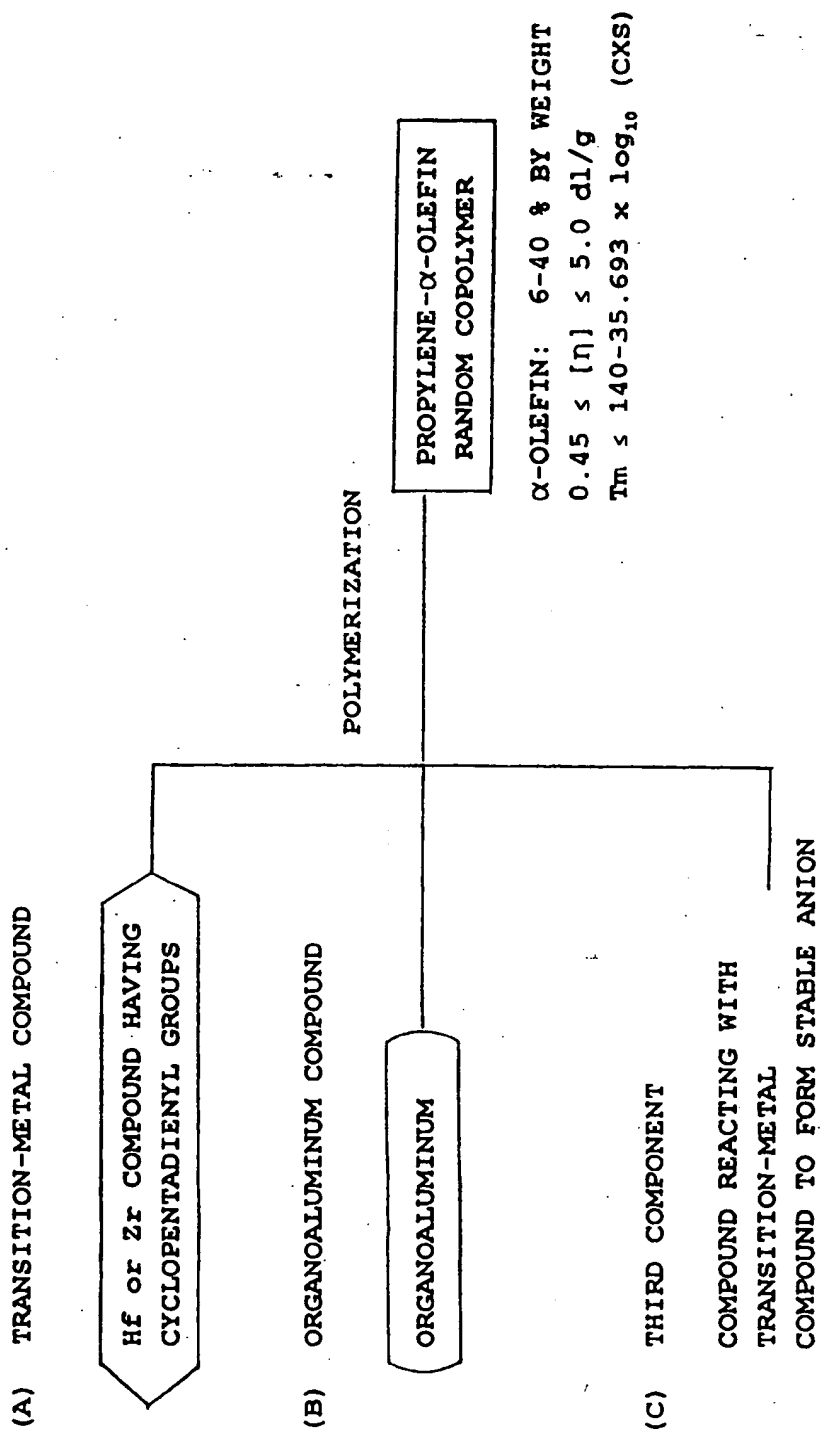 (A) TRANSITION-METAL COMPOUND
Hf or Zr COMPOUND HAVING
CYCLOPENTADIENYL GROUPS
(B) ORGANOALUMINUM COMPOUND
ORGANOALUMINUM
(C) THIRD COMPONENT
COMPOUND REACTING WITH
TRANSITION-METAL
COMPOUND TO FORM STABLE ANION
POLYMERIZATION
PROPYLENE-α-OLEFIN
RANDOM COPOLYMER
α-OLEFIN: 6-40 % BY WEIGHT
0.45 ≤ [η] ≤ 5.0 dl/g
Tm ≤ 140-35.693 × log₁₀ (CXS)